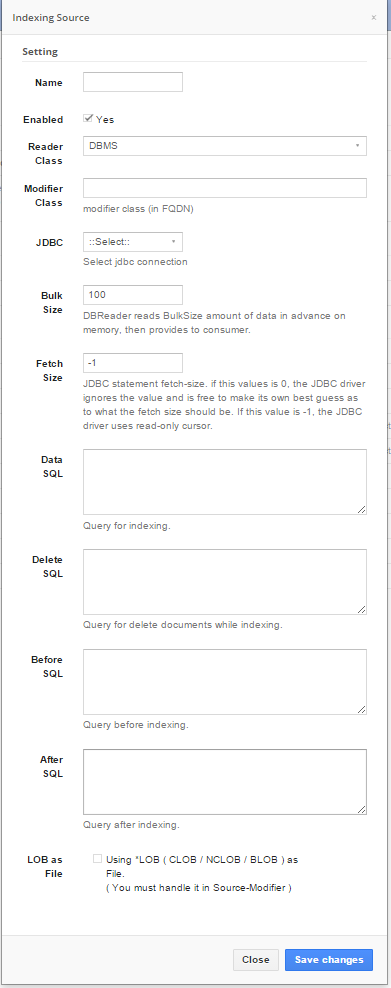 Indexing Source ×
Setting
Name
Enabled Yes
Reader DBMS
Class
Modifier
Class
modifier class (in FQDN)
JDBC ::Select::
Select jdbc connection
Bulk 100
Size
DBReader reads BulkSize amount of data in advance on
memory, then provides to consumer.
Fetch -1
Size
JDBC statement fetch-size. if this values is 0, the JDBC driver
ignores the value and is free to make its own best guess as
to what the fetch size should be. If this value is -1, the JDBC
driver uses read-only cursor.
Data
SQL
Query for indexing.
Delete
SQL
Query for delete documents while indexing.
Before
SQL
Query before indexing.
After
SQL
Query after indexing.
LOB as Using *LOB ( CLOB / NCLOB / BLOB ) as
File File.
( You must handle it in Source-Modifier )
Close Save changes